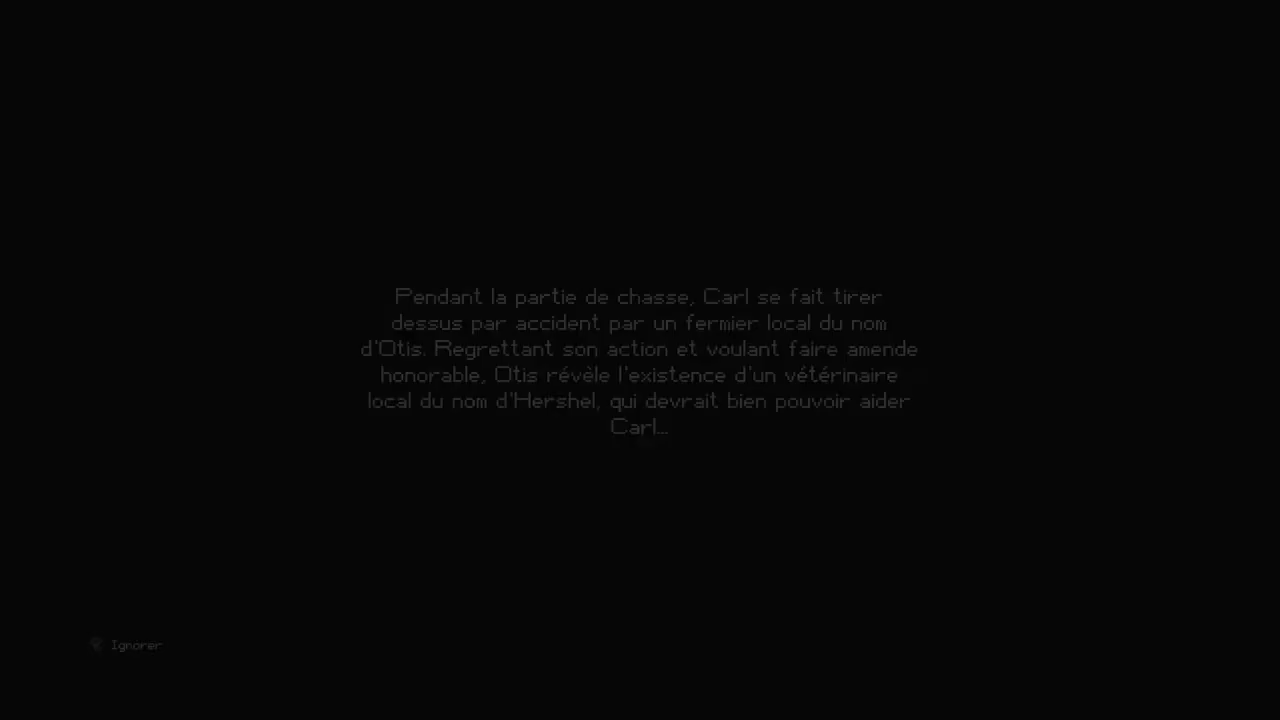 Pendant la partie de chasse, Carl se fait tirer
dessus par accident par un fermier local du nom
d'Otis. Regrettant son action et voulant faire amende
honorable, Otis révèle l'existence d'un vétérinaire
local du nom d'Hershel, qui devrait bien pouvoir aider
Carl...
Ignorer